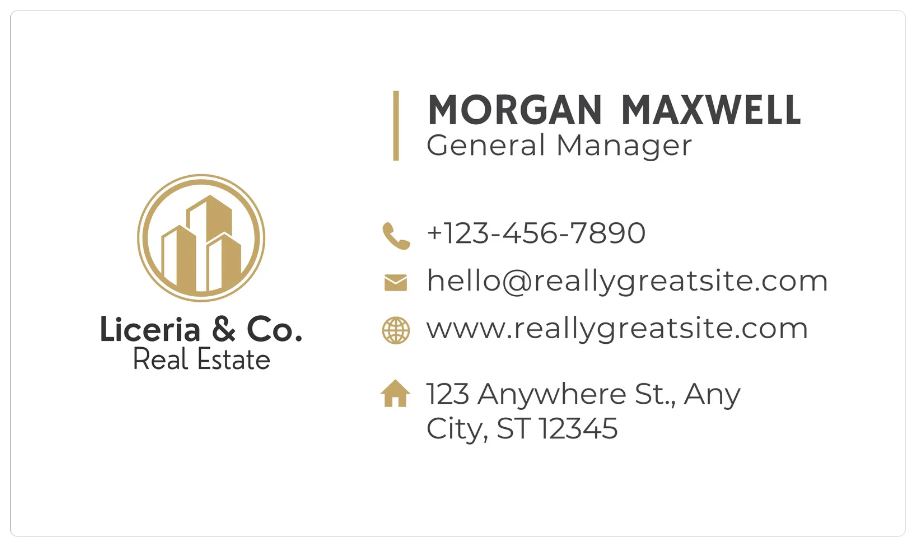 MORGAN MAXWELL
General Manager
+123-456-7890
hello@reallygreatsite.com
www.reallygreatsite.com
123 Anywhere St., Any
City, ST 12345
Liceria & Co.
Real Estate